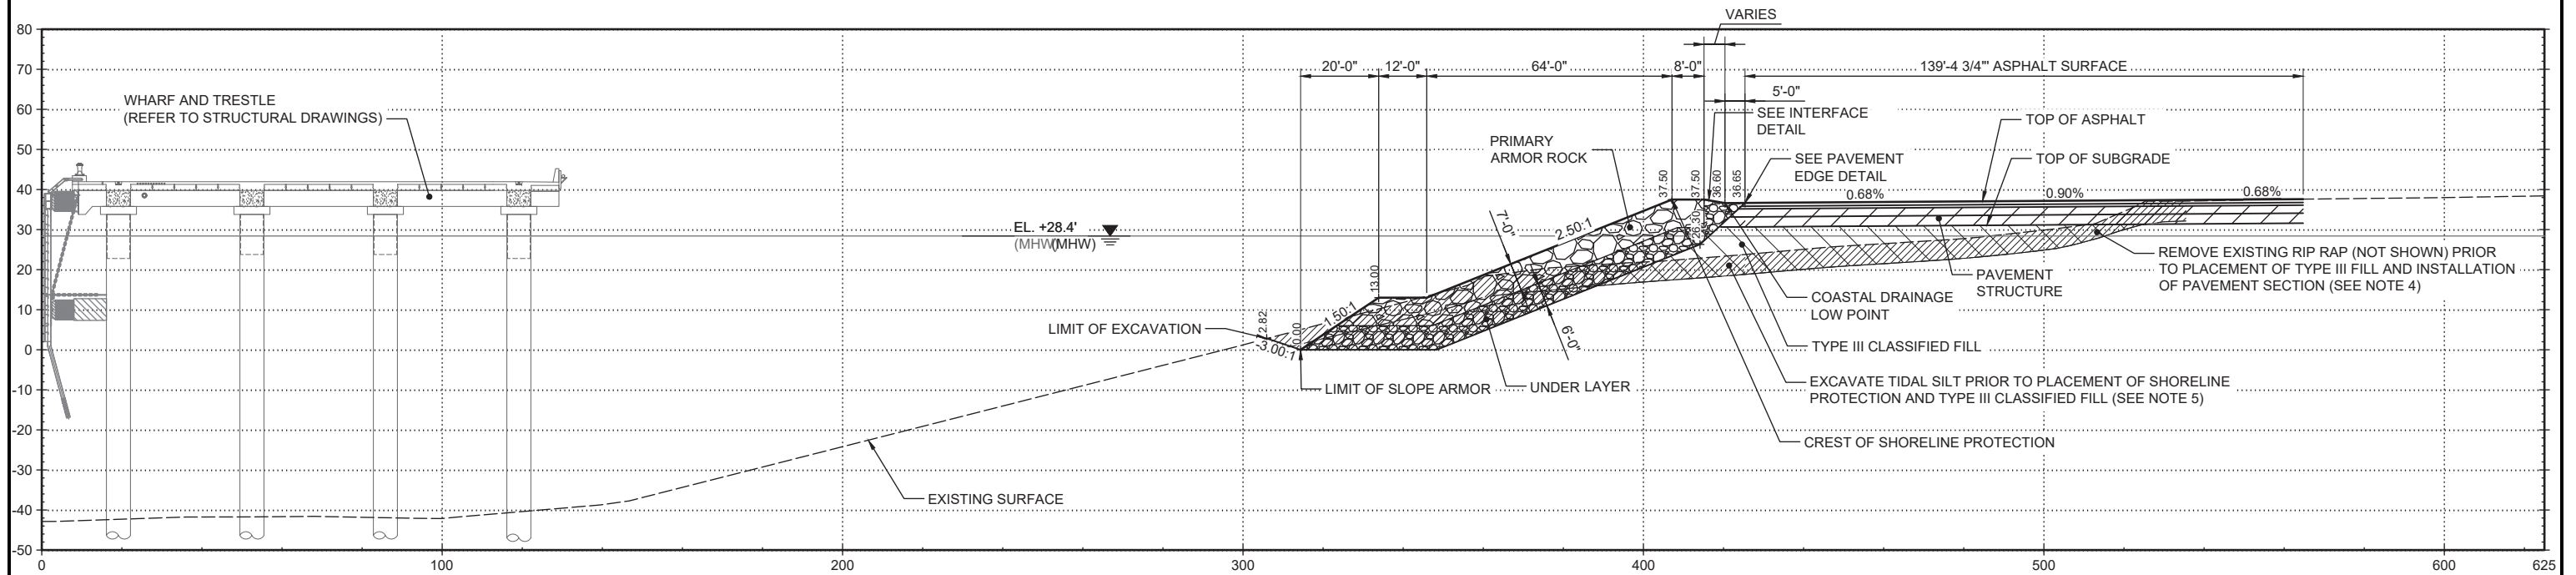 VARIES
80
70
60
50
40
30
20
10
0
-10
-20
-30
-40
-50
20'-0"
12'-0"
64'-0"
8'-0"
139'-4 3/4"' ASPHALT SURFACE
5'-0"
WHARF AND TRESTLE
(REFER TO STRUCTURAL DRAWINGS)
SEE INTERFACE
DETAIL
TOP OF ASPHALT
PRIMARY
ARMOR ROCK
SEE PAVEMENT
EDGE DETAIL
TOP OF SUBGRADE
37.50
37.50
36.60
36.65
0.68%
0.90%
0.68%
EL. +28.4'
(MHW)
(MHW)
7'-0"
2.50:1
26.30
13.00
REMOVE EXISTING RIP RAP (NOT SHOWN) PRIOR
TO PLACEMENT OF TYPE III FILL AND INSTALLATION
OF PAVEMENT SECTION (SEE NOTE 4)
PAVEMENT
STRUCTURE
COASTAL DRAINAGE
LOW POINT
LIMIT OF EXCAVATION
2.82
0.00
1.50:1
-3.00:1
6'-0"
TYPE III CLASSIFIED FILL
LIMIT OF SLOPE ARMOR
UNDER LAYER
EXCAVATE TIDAL SILT PRIOR TO PLACEMENT OF SHORELINE
PROTECTION AND TYPE III CLASSIFIED FILL (SEE NOTE 5)
CREST OF SHORELINE PROTECTION
EXISTING SURFACE
0
100
200
300
400
500
600
625